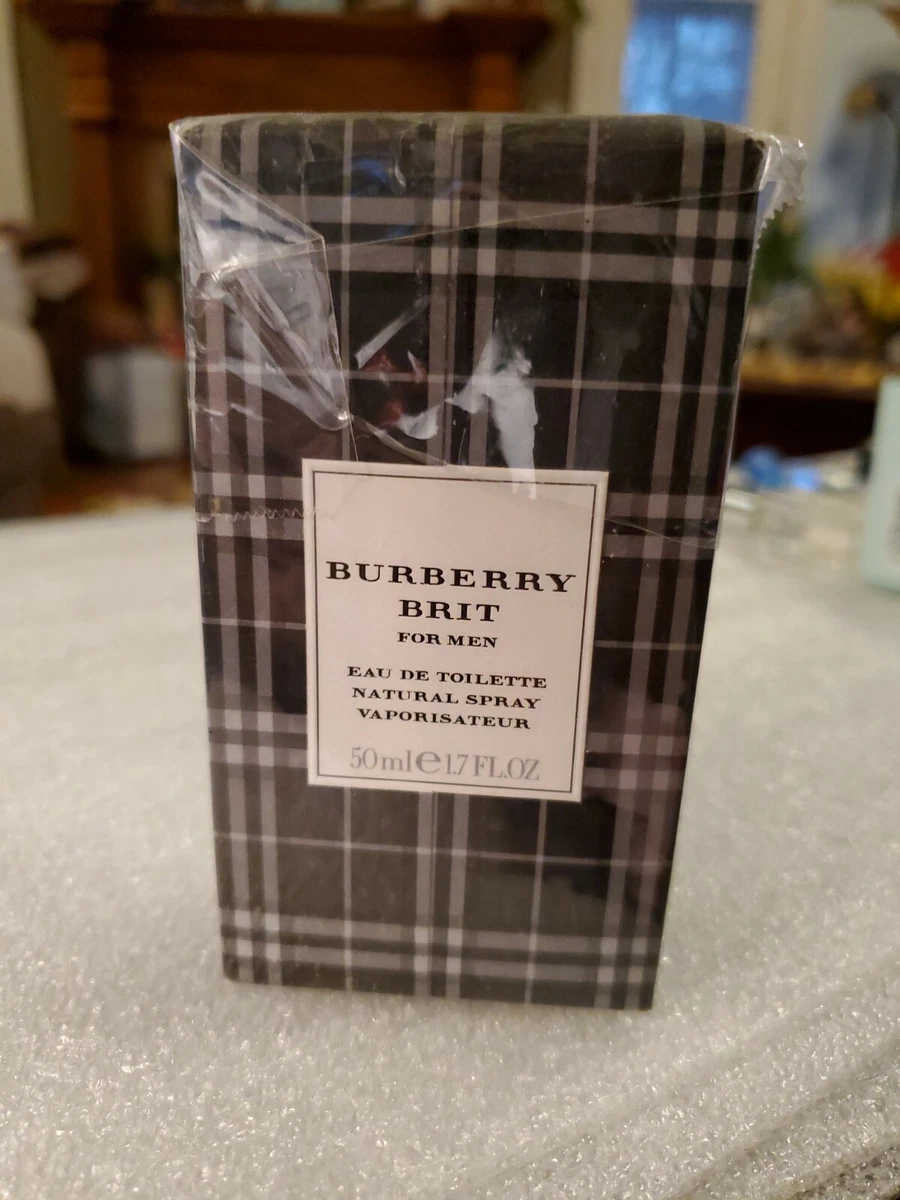 BURBERRY
BRIT
FOR MEN
EAU DE TOILETTE
NATURAL SPRAY
VAPORISATEUR
50ml e 1.7 FL.OZ